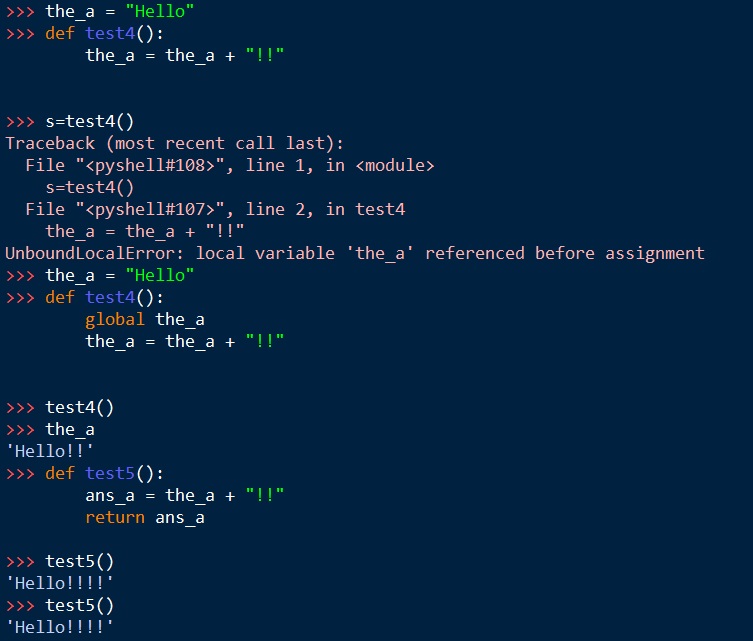 >>> the_a = "Hello"
>>> def test4():
        the_a = the_a + "!!"
>>> s=test4()
Traceback (most recent call last):
  File "<pyshell#108>", line 1, in <module>
    s=test4()
  File "<pyshell#107>", line 2, in test4
    the_a = the_a + "!!"
UnboundLocalError: local variable 'the_a' referenced before assignment
>>> the_a = "Hello"
>>> def test4():
        global the_a
        the_a = the_a + "!!"
>>> test4()
>>> the_a
'Hello!!'
>>> def test5():
        ans_a = the_a + "!!"
        return ans_a
>>> test5()
'Hello!!!!'
>>> test5()
'Hello!!!!'